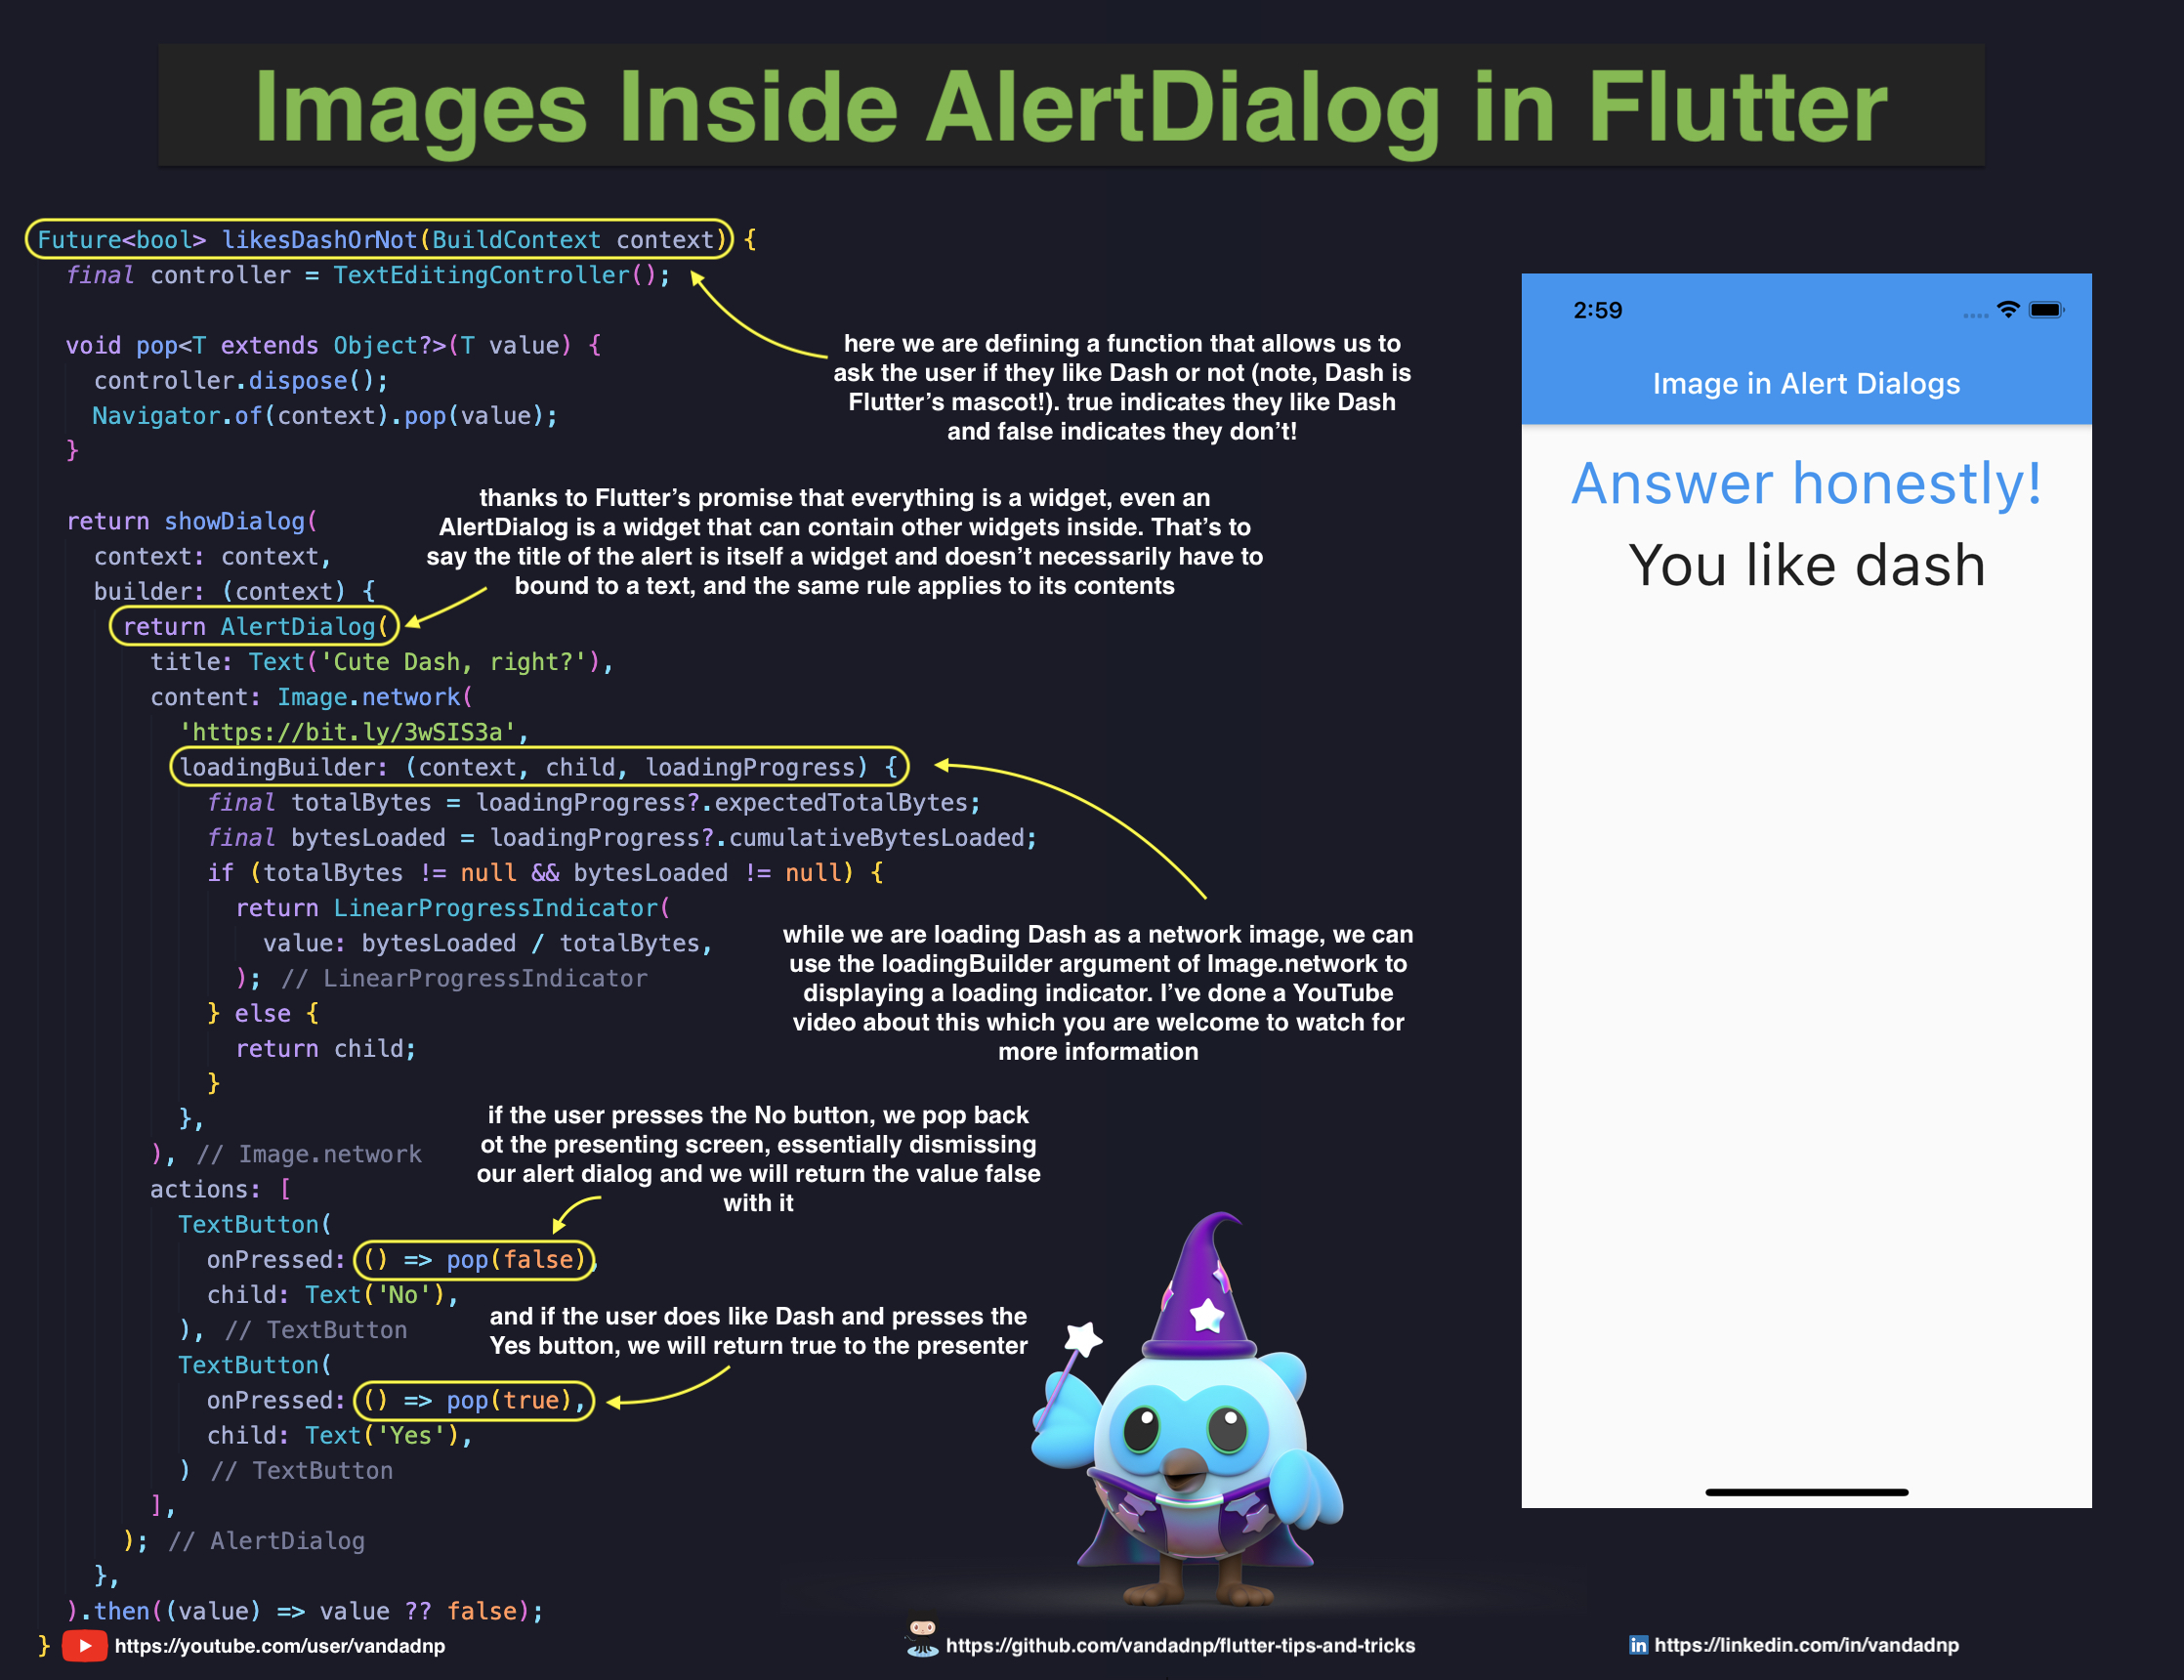 Images Inside AlertDialog in Flutter
Future<bool> likesDashOrNot(BuildContext context) {
final controller = TextEditingController();
void pop<T extends Object?>(T value) {
controller.dispose();
Navigator.of(context).pop(value);
}
here we are defining a function that allows us to
ask the user if they like Dash or not (note, Dash is
Flutter's mascot!). true indicates they like Dash
and false indicates they don't!
thanks to Flutter's promise that everything is a widget, even an
AlertDialog is a widget that can contain other widgets inside. That's to
say the title of the alert is itself a widget and doesn't necessarily have to
bound to a text, and the same rule applies to its contents
return showDialog(
context: context,
builder: (context) {
return AlertDialog(
title: Text('Cute Dash, right?'),
content: Image.network(
'https://bit.ly/3wSIS3a',
loadingBuilder: (context, child, loadingProgress) {
final totalBytes = loadingProgress?.expectedTotalBytes;
final bytesLoaded = loadingProgress?.cumulativeBytesLoaded;
if (totalBytes != null && bytesLoaded != null) {
return LinearProgressIndicator(
value: bytesLoaded / totalBytes,
); // LinearProgressIndicator
} else {
return child;
}
},
), // Image.network
while we are loading Dash as a network image, we can
use the loadingBuilder argument of Image.network to
displaying a loading indicator. I've done a YouTube
video about this which you are welcome to watch for
more information
if the user presses the No button, we pop back
ot the presenting screen, essentially dismissing
our alert dialog and we will return the value false
with it
actions: [
TextButton(
onPressed: () => pop(false),
child: Text('No'),
), // TextButton
and if the user does like Dash and presses the
Yes button, we will return true to the presenter
TextButton(
onPressed: () => pop(true),
child: Text('Yes'),
) // TextButton
],
); // AlertDialog
},
).then((value) => value ?? false);
}
2:59
Image in Alert Dialogs
Answer honestly!
You like dash
https://youtube.com/user/vandadnp
https://github.com/vandadnp/flutter-tips-and-tricks
in https://linkedin.com/in/vandadnp